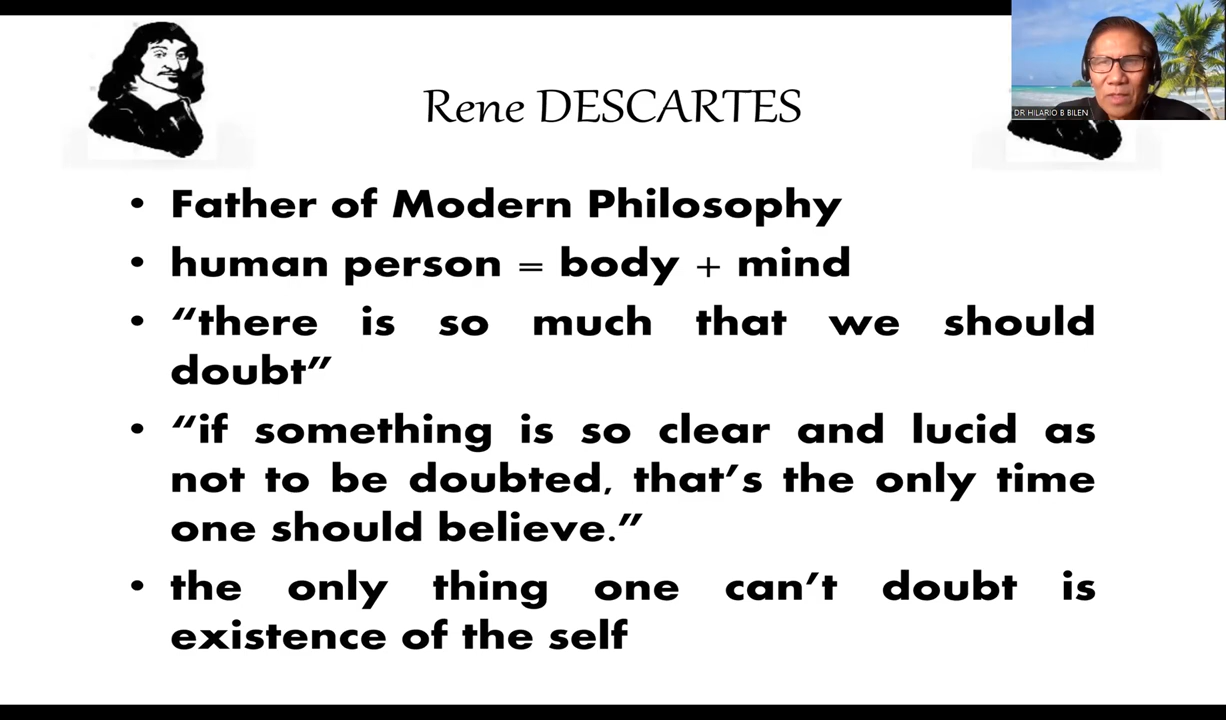 Rene DESCARTES
DR HILARIO B BILEN
• Father of Modern Philosophy
• human person = body + mind
• “there is so much that we should
doubt”
• “if something is so clear and lucid as
not to be doubted, that’s the only time
one should believe.”
• the only thing one can’t doubt is
existence of the self